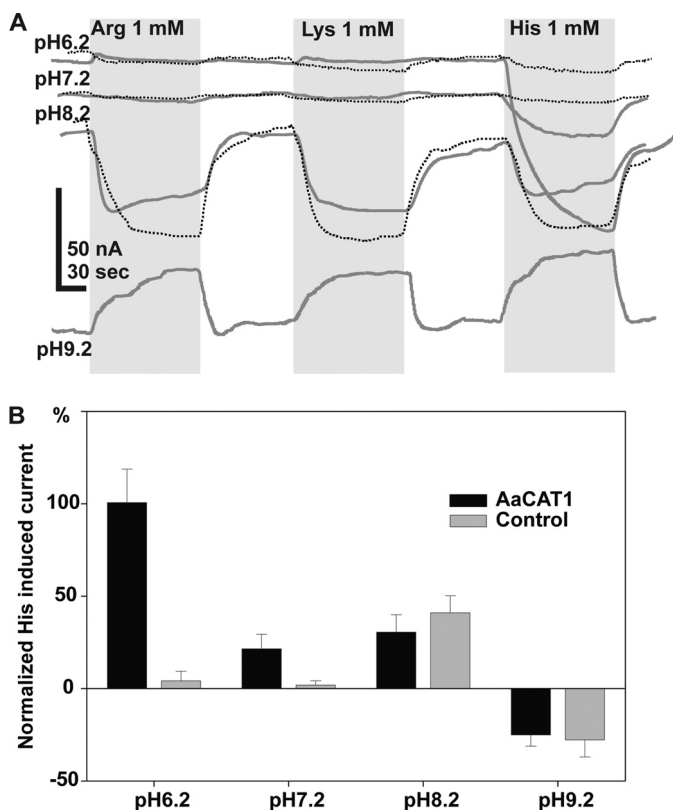 A
Arg 1 mM Lys 1 mM His 1 mM
pH6.2
pH7.2
pH8.2
50 nA
30 sec
pH9.2
B
%
Normalized His induced current
100
50
0
-50
AaCAT1
Control
pH6.2 pH7.2 pH8.2 pH9.2